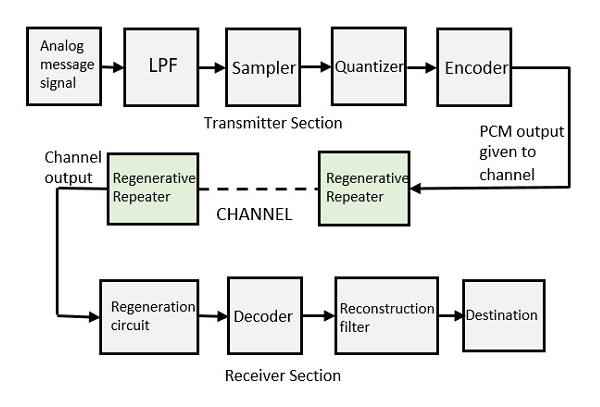 Analog
message
signal
LPF
Sampler
Quantizer
Encoder
Transmitter Section
PCM output
given to
channel
Channel
output
Regenerative
Repeater
CHANNEL
Regenerative
Repeater
Regeneration
circuit
Decoder
Reconstruction
filter
Destination
Receiver Section